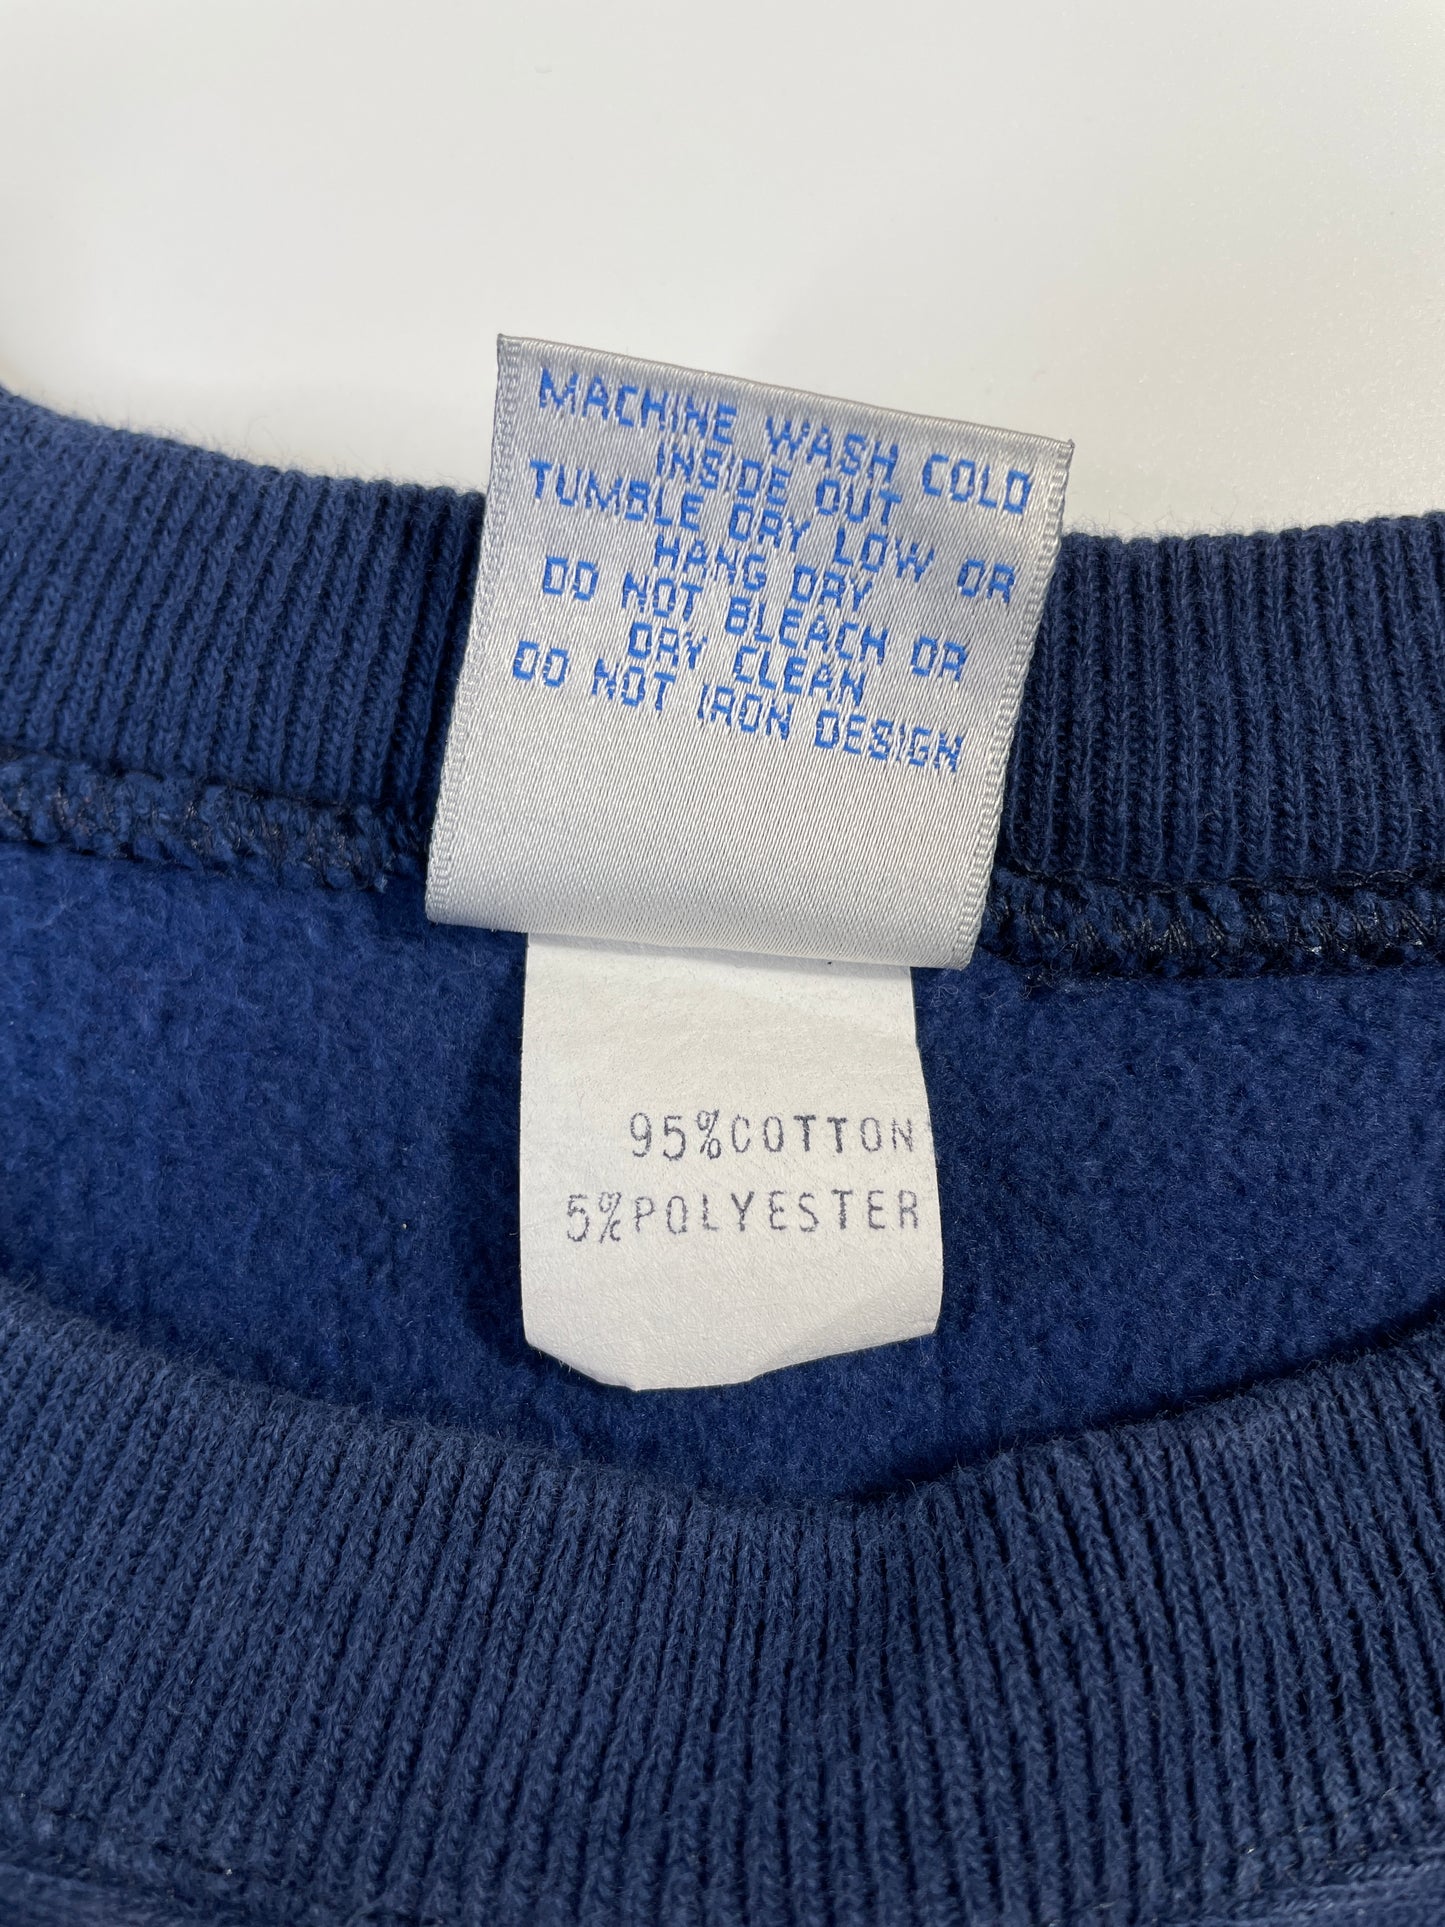 MACHINE WASH COLD
INSIDE OUT
TUMBLE DRY LOW OR
HANG DRY
DO NOT BLEACH OR
DRY CLEAN
DO NOT IRON DESIGN
95%COTTON
5%POLYESTER